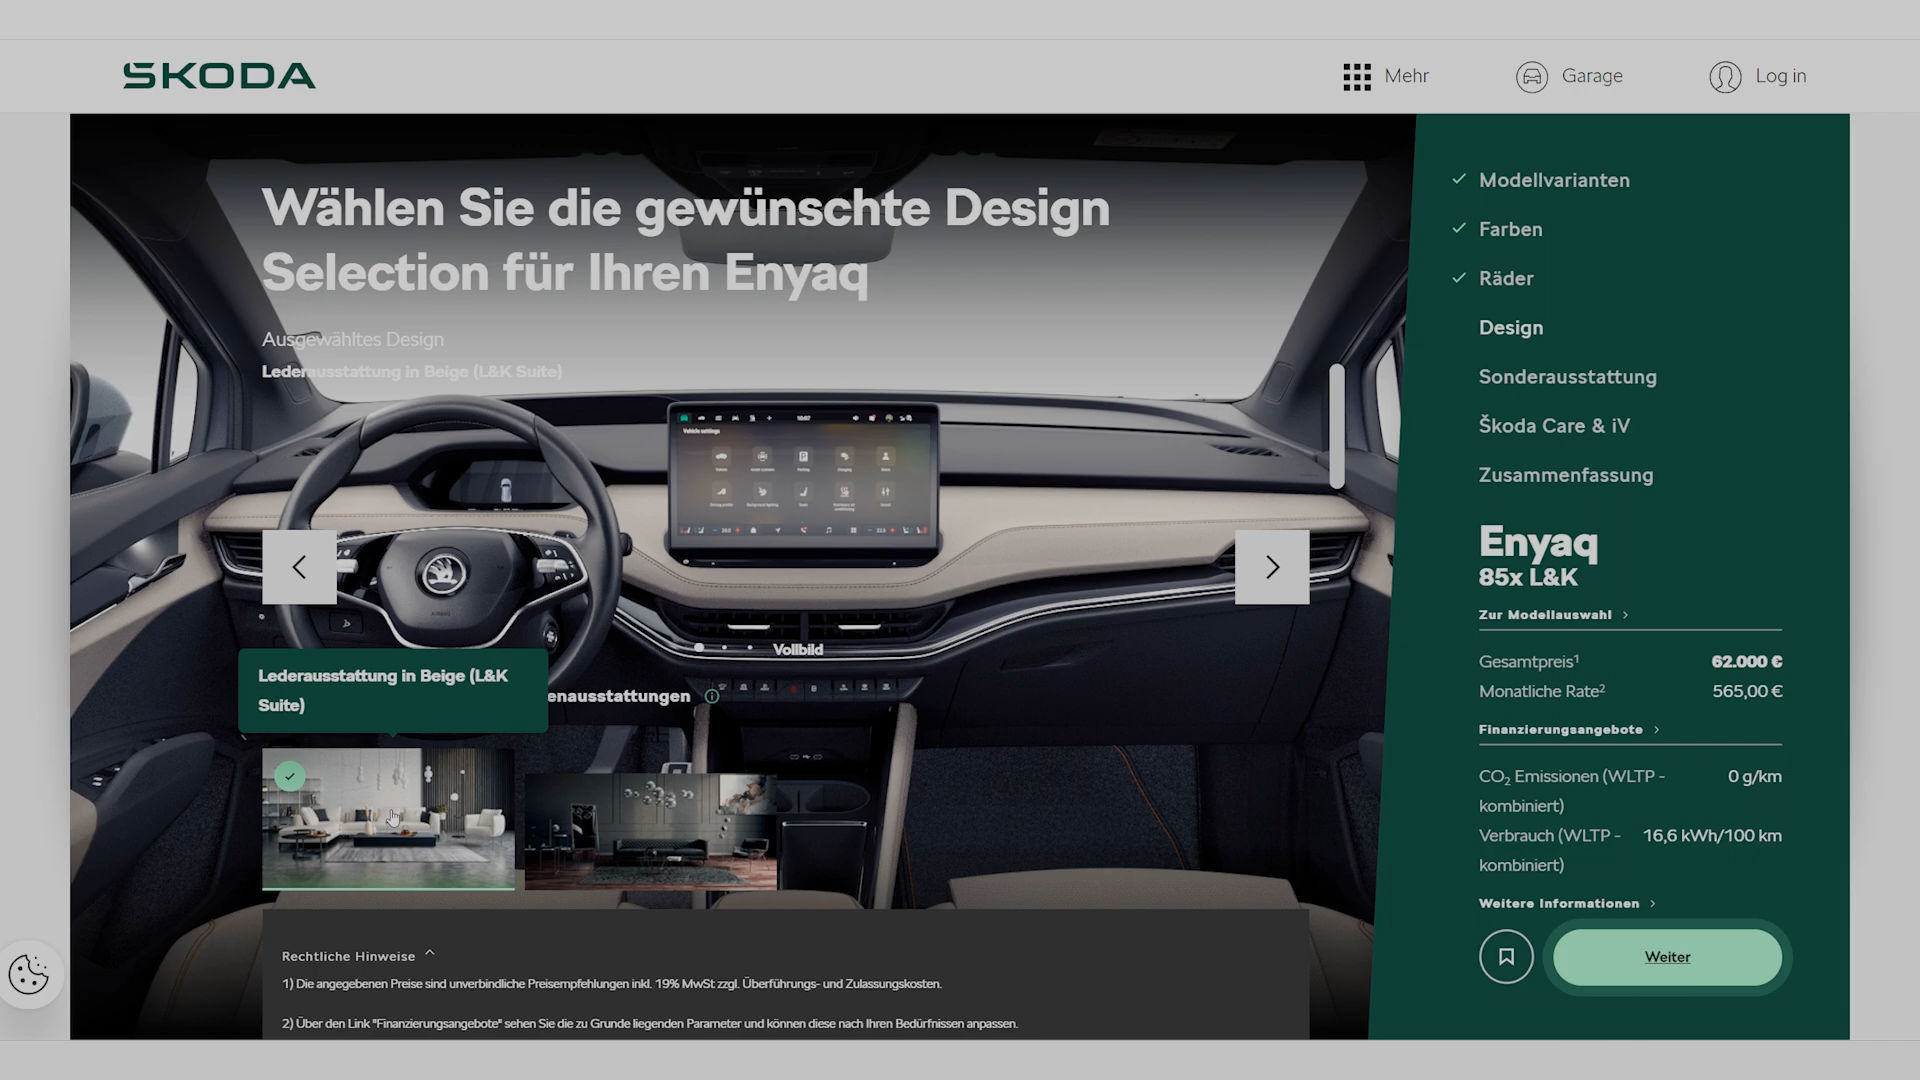 ŠKODA
Mehr
Garage
Log in
Wählen Sie die gewünschte Design
Selection für Ihren Enyaq
Ausgewähltes Design
Lederausstattung in Beige (L&K Suite)
Vehicle settings
10:07
Vollbild
Lederausstattung in Beige (L&K
Suite)
enausstattungen
Rechtliche Hinweise
1) Die angegebenen Preise sind unverbindliche Preisempfehlungen inkl. 19% MwSt zzgl. Überführungs- und Zulassungskosten.
2) Über den Link "Finanzierungsangebote" sehen Sie die zu Grunde liegenden Parameter und können diese nach Ihren Bedürfnissen anpassen.
Modellvarianten
Farben
Räder
Design
Sonderausstattung
Škoda Care & iV
Zusammenfassung
Enyaq
85x L&K
Zur Modellauswahl
Gesamtpreis¹ 62.000 €
Monatliche Rate² 565,00 €
Finanzierungsangebote
CO₂ Emissionen (WLTP - 0 g/km
kombiniert)
Verbrauch (WLTP - 16,6 kWh/100 km
kombiniert)
Weitere Informationen
Weiter